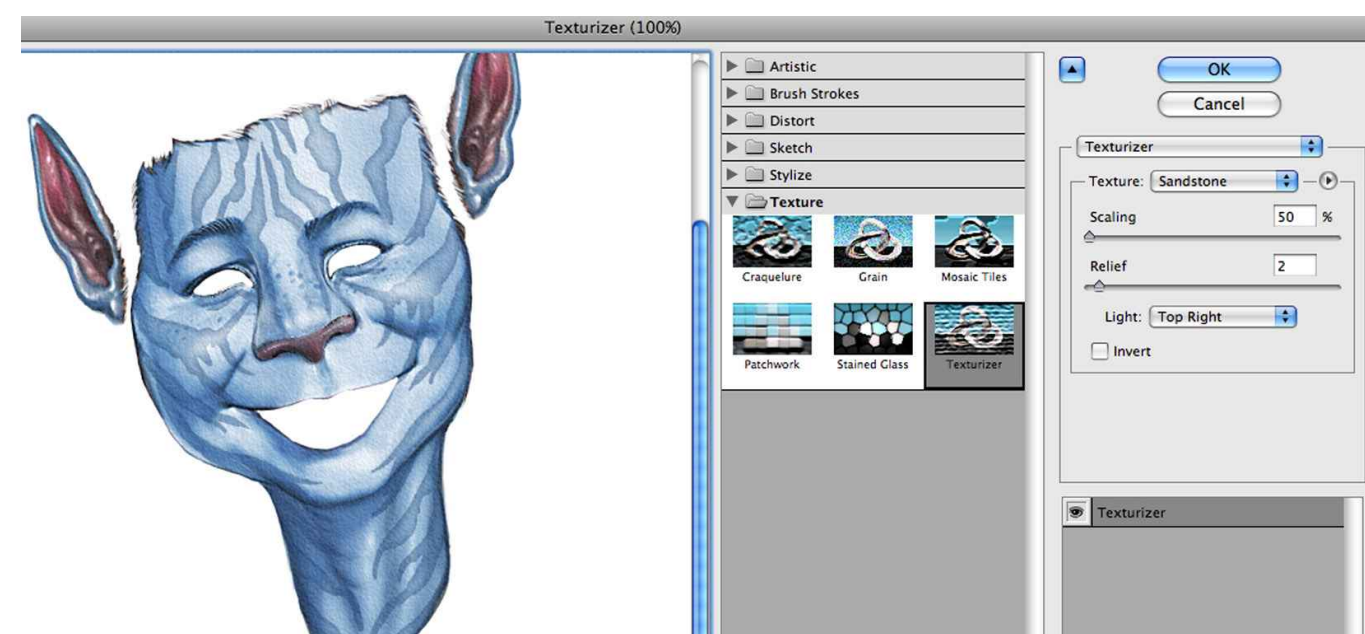 Texturizer (100%)
Artistic
Brush Strokes
Distort
Sketch
Stylize
Texture
Craquelure Grain Mosaic Tiles
Patchwork Stained Glass Texturizer
OK
Cancel
Texturizer
Texture: Sandstone
Scaling 50 %
Relief 2
Light: Top Right
Invert
Texturizer